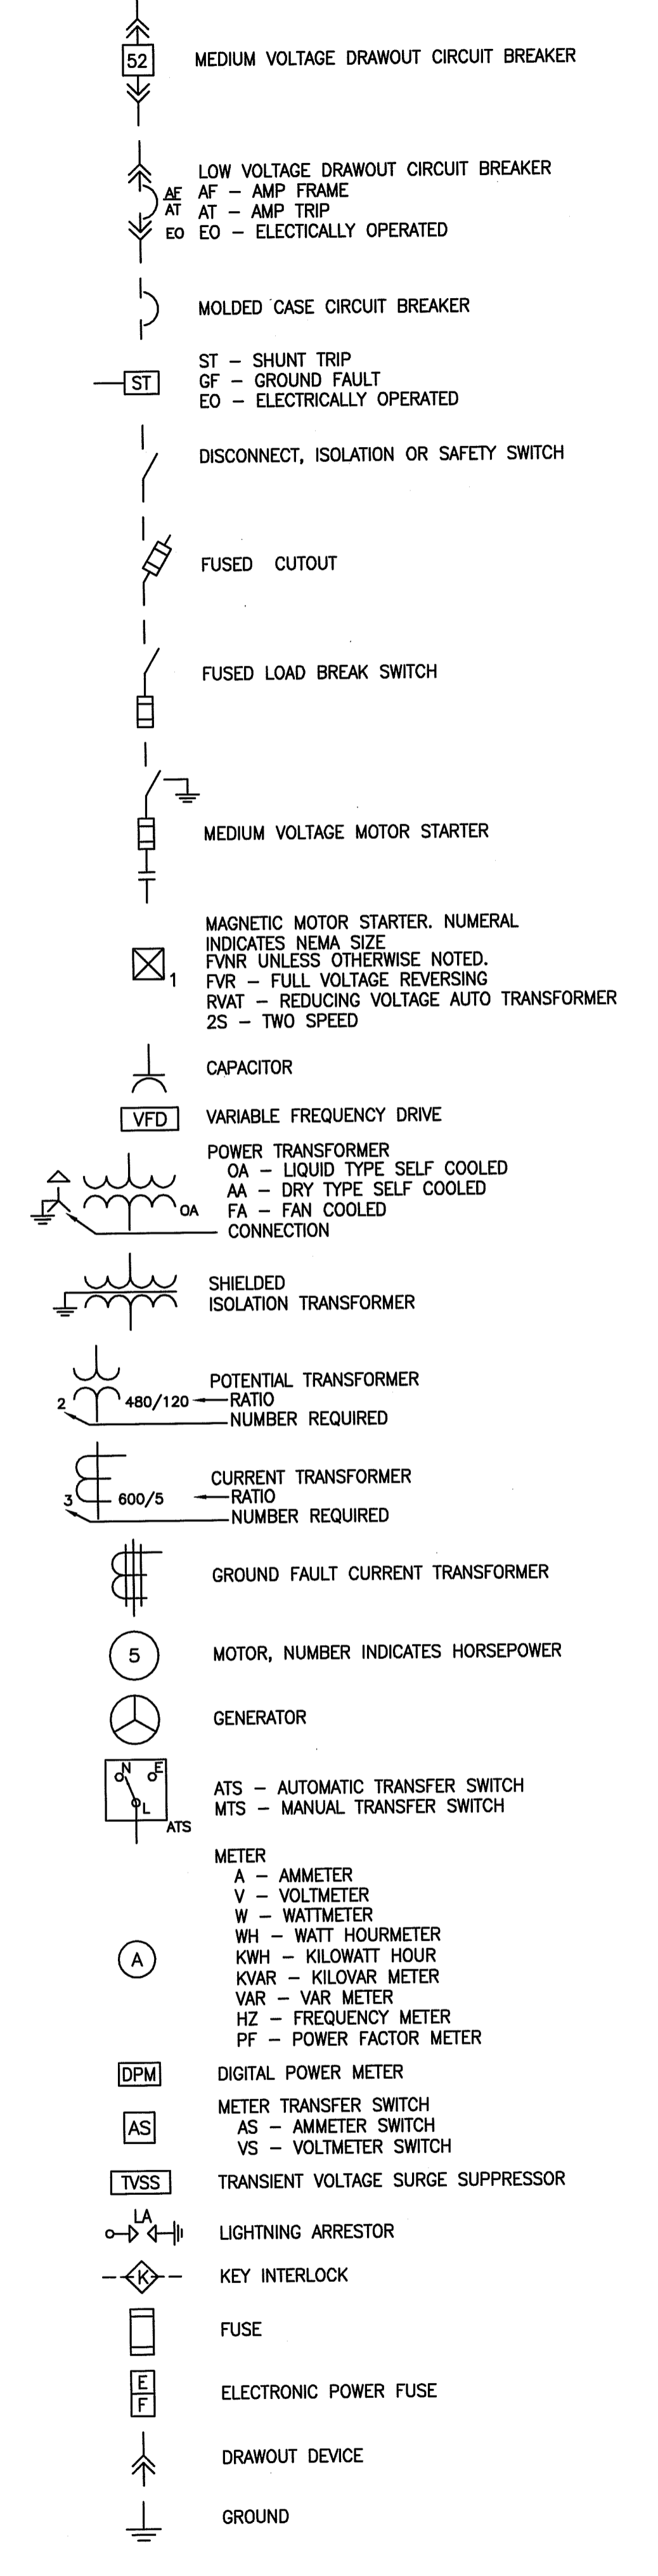 52 MEDIUM VOLTAGE DRAWOUT CIRCUIT BREAKER
LOW VOLTAGE DRAWOUT CIRCUIT BREAKER
AF AF – AMP FRAME
AT AT – AMP TRIP
EO EO – ELECTICALLY OPERATED
MOLDED CASE CIRCUIT BREAKER
ST – SHUNT TRIP
ST GF – GROUND FAULT
EO – ELECTRICALLY OPERATED
DISCONNECT, ISOLATION OR SAFETY SWITCH
FUSED CUTOUT
FUSED LOAD BREAK SWITCH
MEDIUM VOLTAGE MOTOR STARTER
MAGNETIC MOTOR STARTER. NUMERAL
INDICATES NEMA SIZE
FVNR UNLESS OTHERWISE NOTED.
1 FVR – FULL VOLTAGE REVERSING
RVAT – REDUCING VOLTAGE AUTO TRANSFORMER
2S – TWO SPEED
CAPACITOR
VFD VARIABLE FREQUENCY DRIVE
POWER TRANSFORMER
OA – LIQUID TYPE SELF COOLED
AA – DRY TYPE SELF COOLED
OA FA – FAN COOLED
CONNECTION
SHIELDED
ISOLATION TRANSFORMER
POTENTIAL TRANSFORMER
2 480/120 RATIO
NUMBER REQUIRED
CURRENT TRANSFORMER
3 600/5 RATIO
NUMBER REQUIRED
GROUND FAULT CURRENT TRANSFORMER
5 MOTOR, NUMBER INDICATES HORSEPOWER
GENERATOR
N E
ATS – AUTOMATIC TRANSFER SWITCH
L MTS – MANUAL TRANSFER SWITCH
ATS
METER
A – AMMETER
V – VOLTMETER
W – WATTMETER
WH – WATT HOURMETER
A KWH – KILOWATT HOUR
KVAR – KILOVAR METER
VAR – VAR METER
HZ – FREQUENCY METER
PF – POWER FACTOR METER
DPM DIGITAL POWER METER
METER TRANSFER SWITCH
AS AS – AMMETER SWITCH
VS – VOLTMETER SWITCH
TVSS TRANSIENT VOLTAGE SURGE SUPPRESSOR
LA
LIGHTNING ARRESTOR
K KEY INTERLOCK
FUSE
E
ELECTRONIC POWER FUSE
F
DRAWOUT DEVICE
GROUND